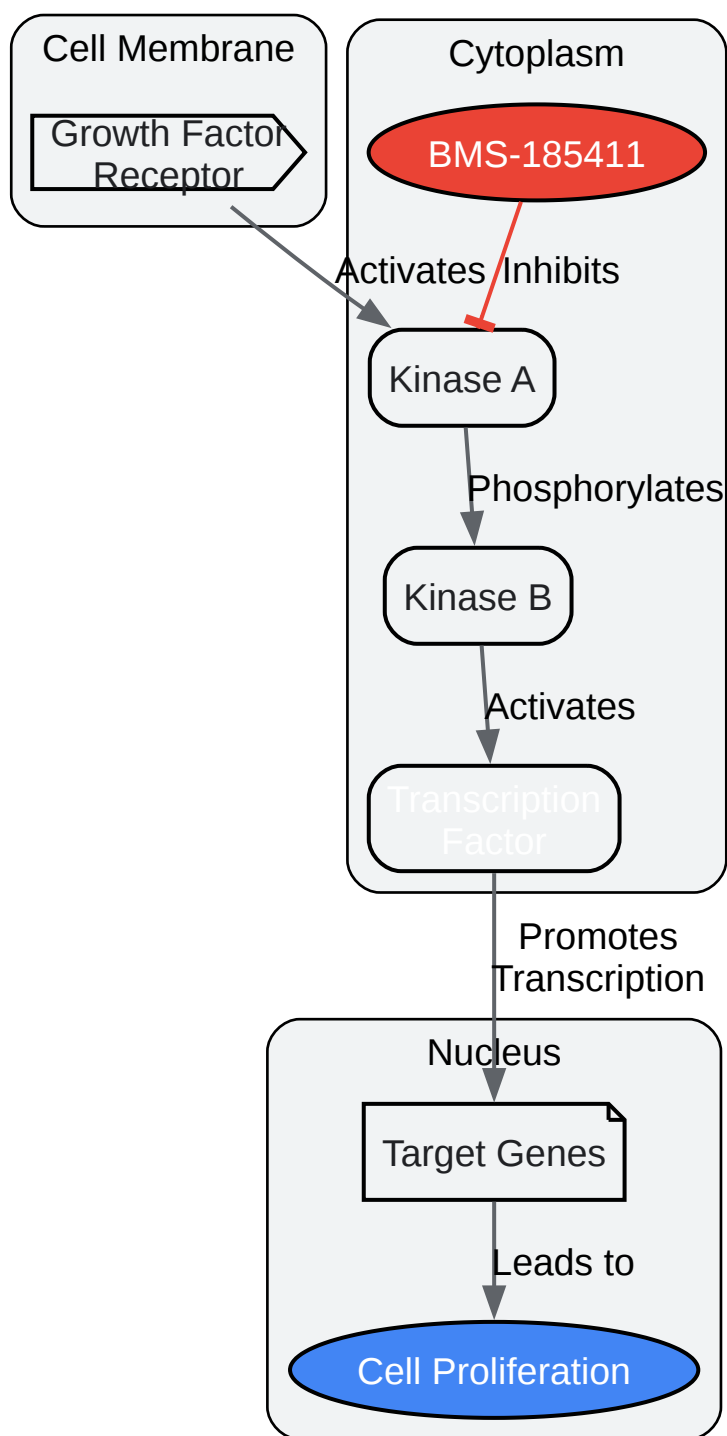 Cell Membrane
Growth Factor
Receptor
Cytoplasm
BMS-185411
Activates
Inhibits
Kinase A
Phosphorylates
Kinase B
Activates
Transcription
Factor
Promotes
Transcription
Nucleus
Target Genes
Leads to
Cell Proliferation